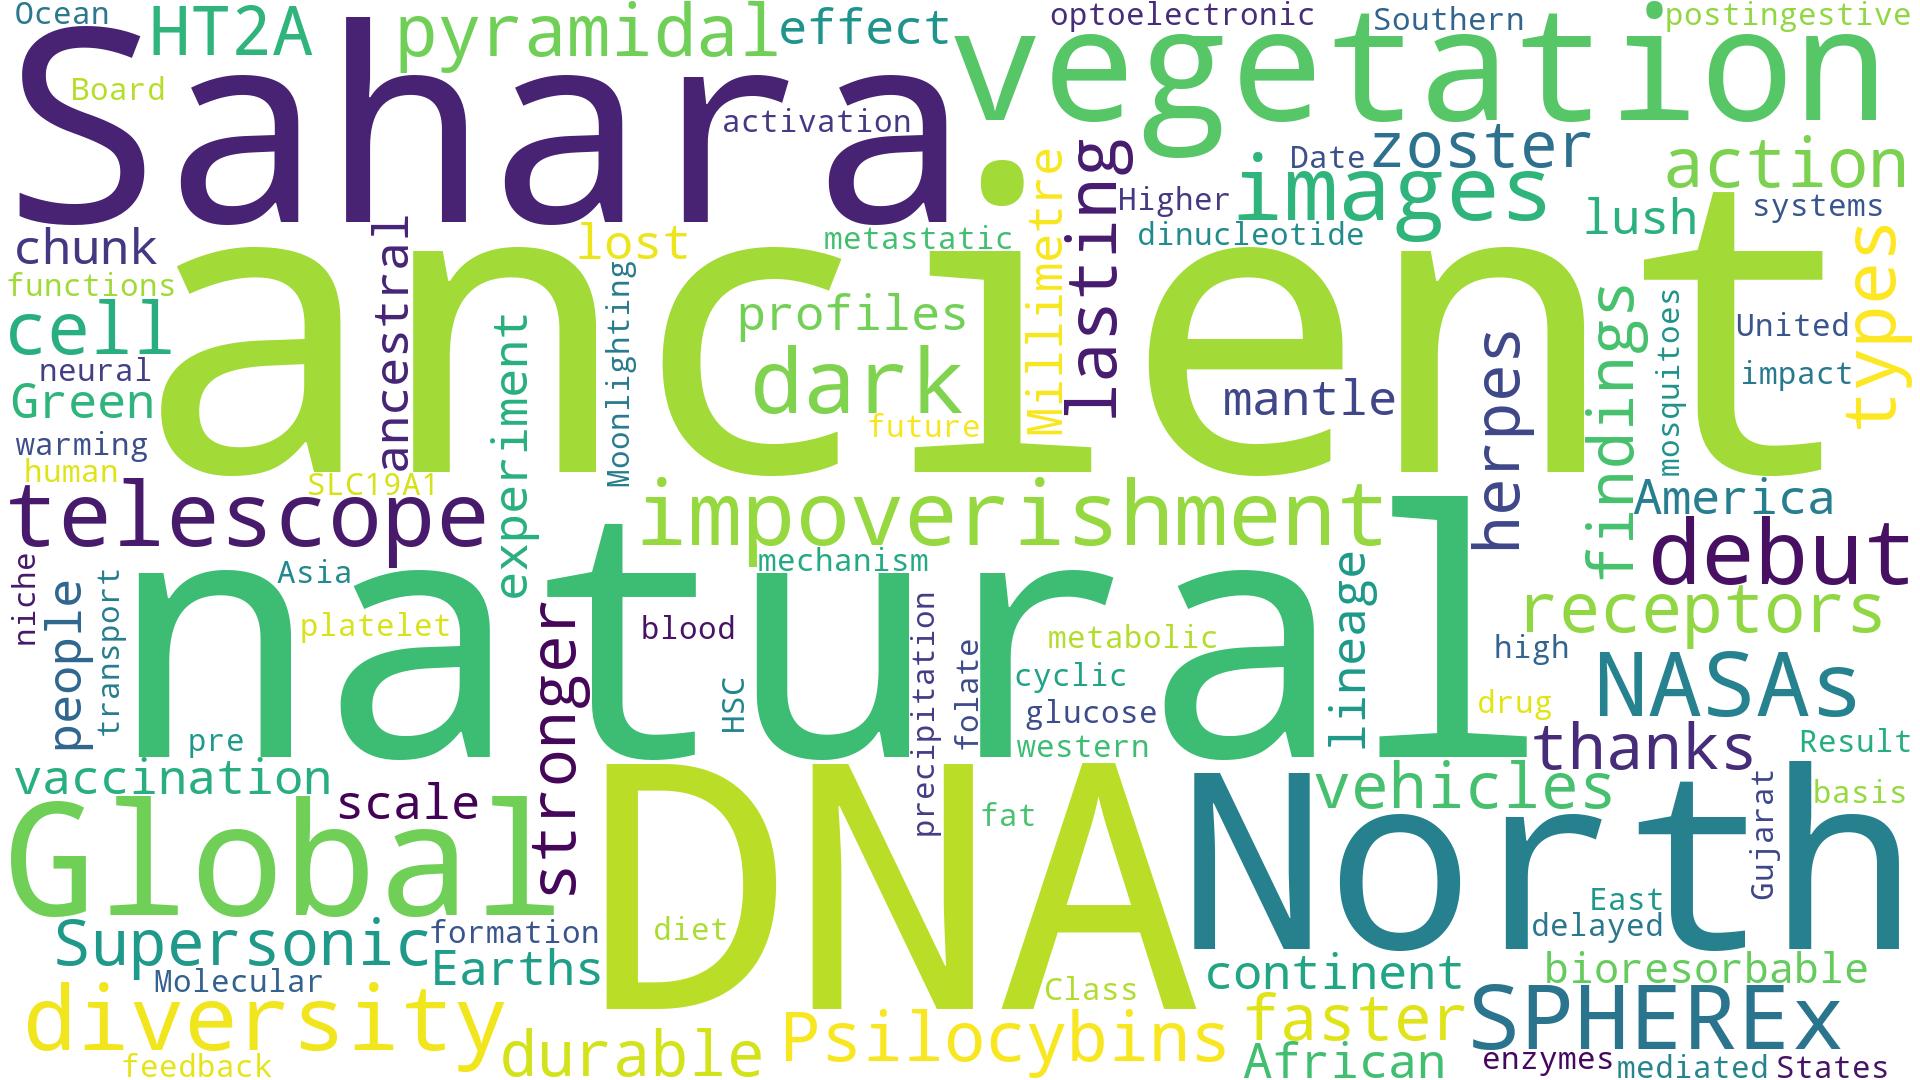 Ocean
HT2A
pyramidal
effect
optoelectronic
Southern
postingestive
Sahara
vegetation
Board
activation
lasting
Millimetre
Date
zoster
images
action
Higher
dinucleotide
lush
systems
types
chunk
ancestral
lost
metastatic
functions
ancient
cell
neural
Green
warming
human
experiment
Moonlighting
profiles
dark
future
mantle
herpes
findings
mosquitoes
United
impact
SLC19A1
telescope
impoverishment
America
debut
niche
people
transport
Asia
natural
mechanism
platelet
blood
precipitation
folate
metabolic
cyclic
glucose
western
HSC
lineage
receptors
high
drug
NASAs
pre
stronger
thanks
Result
vaccination
scale
vehicles
Gujarat
basis
Global
DNA
fat
North
East
delayed
Supersonic
formation
diet
Earths
Molecular
Class
continent
bioresorbable
diversity
feedback
durable
Psilocybins
faster
African
SPHEREx
enzymes
mediated
States